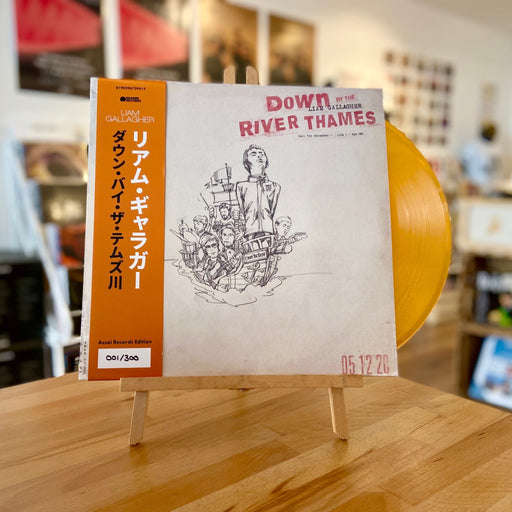 LIAM
GALLAGHER
リアム・ギャラガー
ダウン・バイ・ザ・テムズ川
Assai Records Edition
001/300
DOWN BY THE
LIAM GALLAGHER
RIVER THAMES
05 12 20